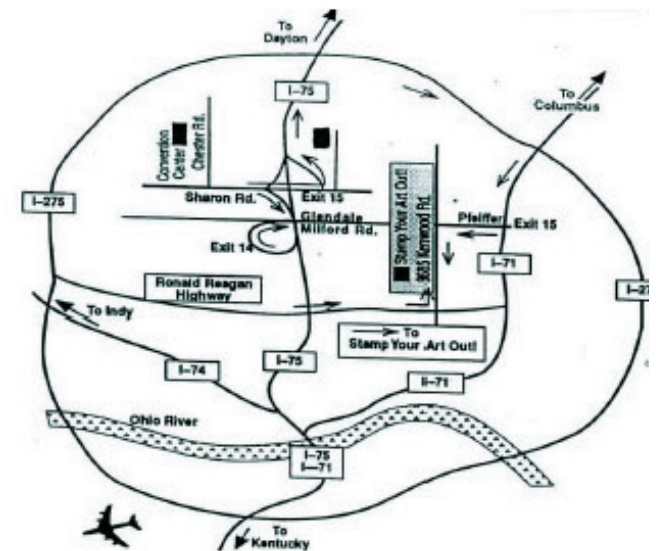 To
Dayton
I-75
To
Columbus
Convention
Center
Chester Rd.
I-275
Sharon Rd.
Exit 15
Glendale
Milford Rd.
Exit 14
Stamp Your Art Out!
9685 Kenwood Rd.
Pfeiffer
Exit 15
I-71
Ronald Reagan
Highway
I-27
To Indy
To
Stamp Your Art Out!
I-74
I-75
I-71
Ohio River
I-75
I-71
To
Kentucky